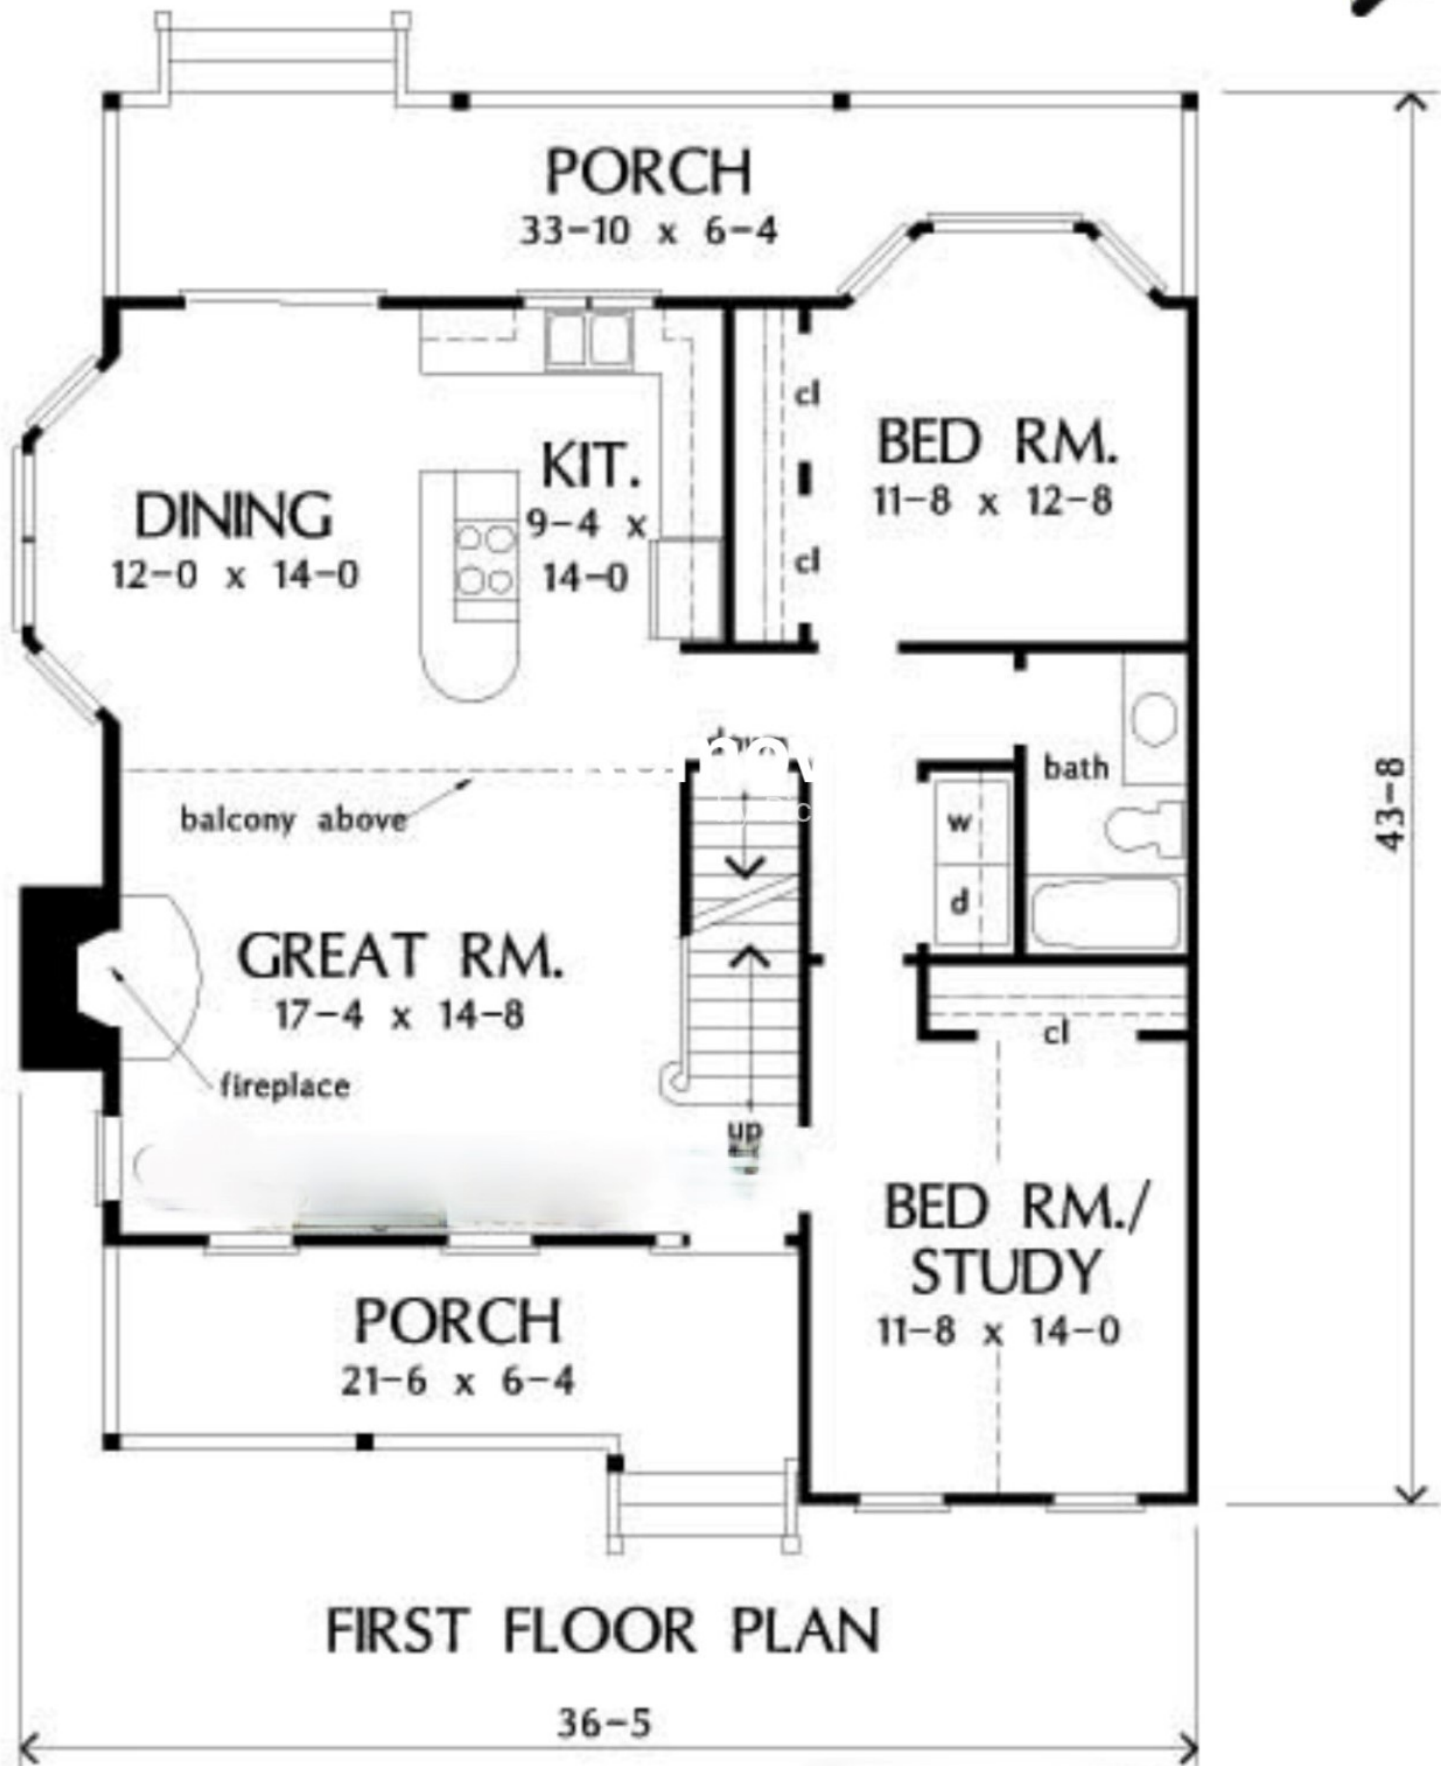 PORCH
33-10 x 6-4
cl
BED RM.
11-8 x 12-8
KIT.
9-4 x
14-0
DINING
12-0 x 14-0
cl
bath
balcony above
w
d
43-8
GREAT RM.
17-4 x 14-8
cl
fireplace
up
BED RM./
STUDY
11-8 x 14-0
PORCH
21-6 x 6-4
FIRST FLOOR PLAN
36-5